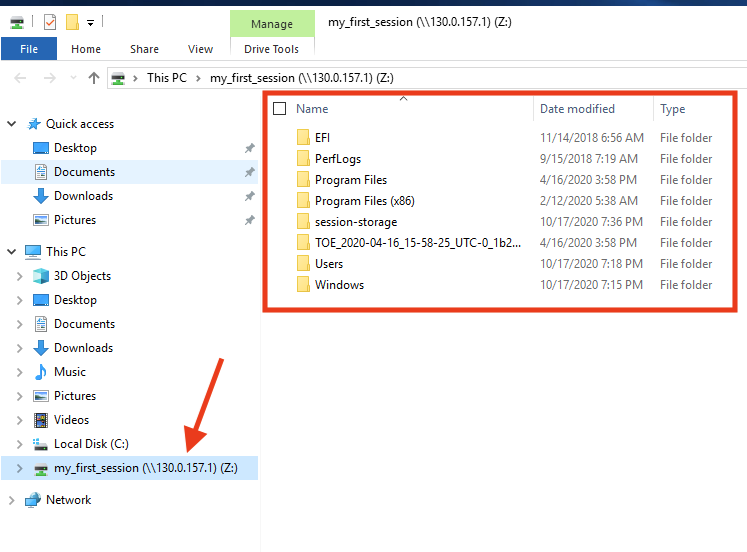 Manage
my_first_session (\\130.0.157.1) (Z:)
File
Home
Share
View
Drive Tools
This PC
my_first_session (\\130.0.157.1) (Z:)
Quick access
Desktop
Documents
Downloads
Pictures
This PC
3D Objects
Desktop
Documents
Downloads
Music
Pictures
Videos
Local Disk (C:)
my_first_session (\\130.0.157.1) (Z:)
Network
Name Date modified Type
EFI 11/14/2018 6:56 AM File folder
PerfLogs 9/15/2018 7:19 AM File folder
Program Files 4/16/2020 3:58 PM File folder
Program Files (x86) 2/12/2020 5:38 AM File folder
session-storage 10/17/2020 7:36 PM File folder
TOE_2020-04-16_15-58-25_UTC-0_1b2... 4/16/2020 3:58 PM File folder
Users 10/17/2020 7:18 PM File folder
Windows 10/17/2020 7:15 PM File folder